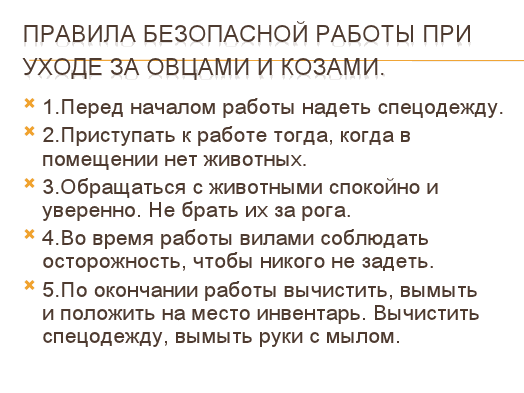 ПРАВИЛА БЕЗОПАСНОЙ РАБОТЫ ПРИ
УХОДЕ ЗА ОВЦАМИ И КОЗАМИ.
1.Перед началом работы надеть спецодежду.
2.Приступать к работе тогда, когда в
помещении нет животных.
3.Обращаться с животными спокойно и
уверенно. Не брать их за рога.
4.Во время работы вилами соблюдать
осторожность, чтобы никого не задеть.
5.По окончании работы вычистить, вымыть
и положить на место инвентарь. Вычистить
спецодежду, вымыть руки с мылом.